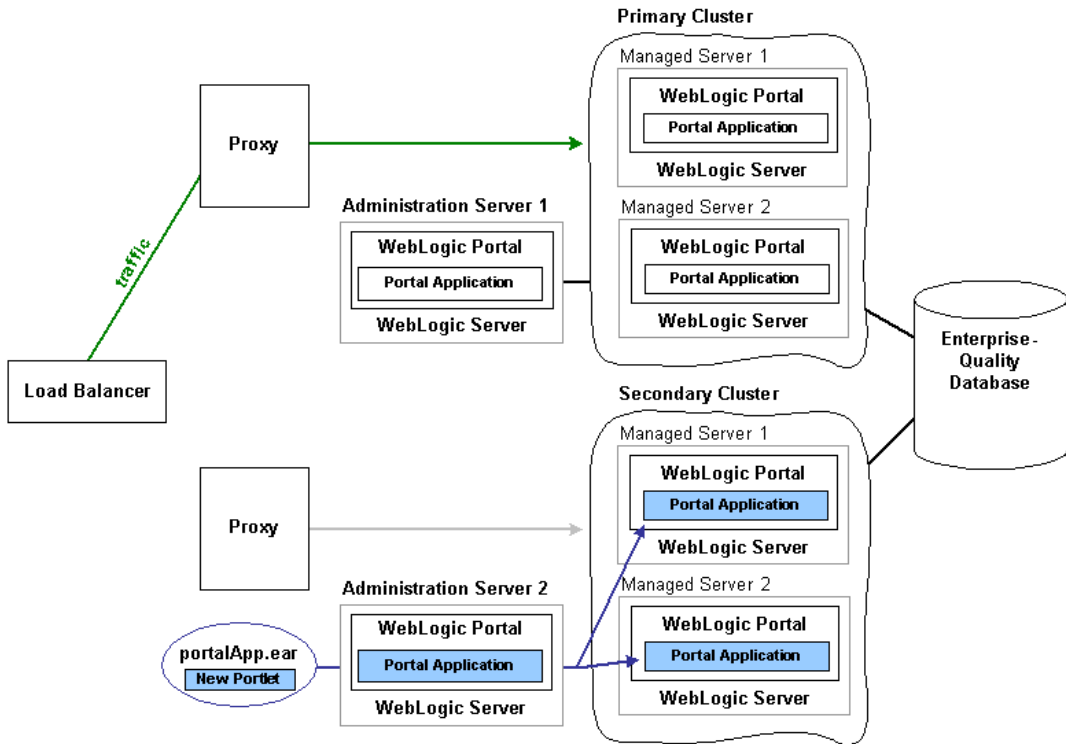 Primary Cluster
Managed Server 1
WebLogic Portal
Portal Application
WebLogic Server
Proxy
traffic
Load Balancer
Administration Server 1
WebLogic Portal
Portal Application
WebLogic Server
Managed Server 2
WebLogic Portal
Portal Application
WebLogic Server
Enterprise-
Quality
Database
Secondary Cluster
Managed Server 1
WebLogic Portal
Portal Application
WebLogic Server
Proxy
Administration Server 2
WebLogic Portal
Portal Application
WebLogic Server
portalApp.ear
New Portlet
Managed Server 2
WebLogic Portal
Portal Application
WebLogic Server